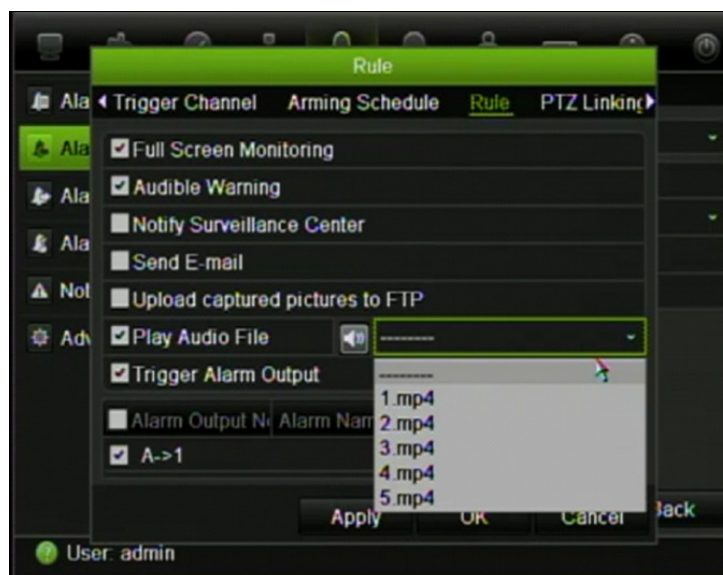 Rule
Trigger Channel Arming Schedule Rule PTZ Linking
Ala
Full Screen Monitoring
Ala
Audible Warning
Ala
Notify Surveillance Center
Ala
Send E-mail
Not
Upload captured pictures to FTP
Adv
Play Audio File --------
Trigger Alarm Output
--------
1.mp4
Alarm Output No Alarm Nam
2.mp4
3.mp4
A->1
4.mp4
5.mp4
Apply OK Cancel Back
User: admin